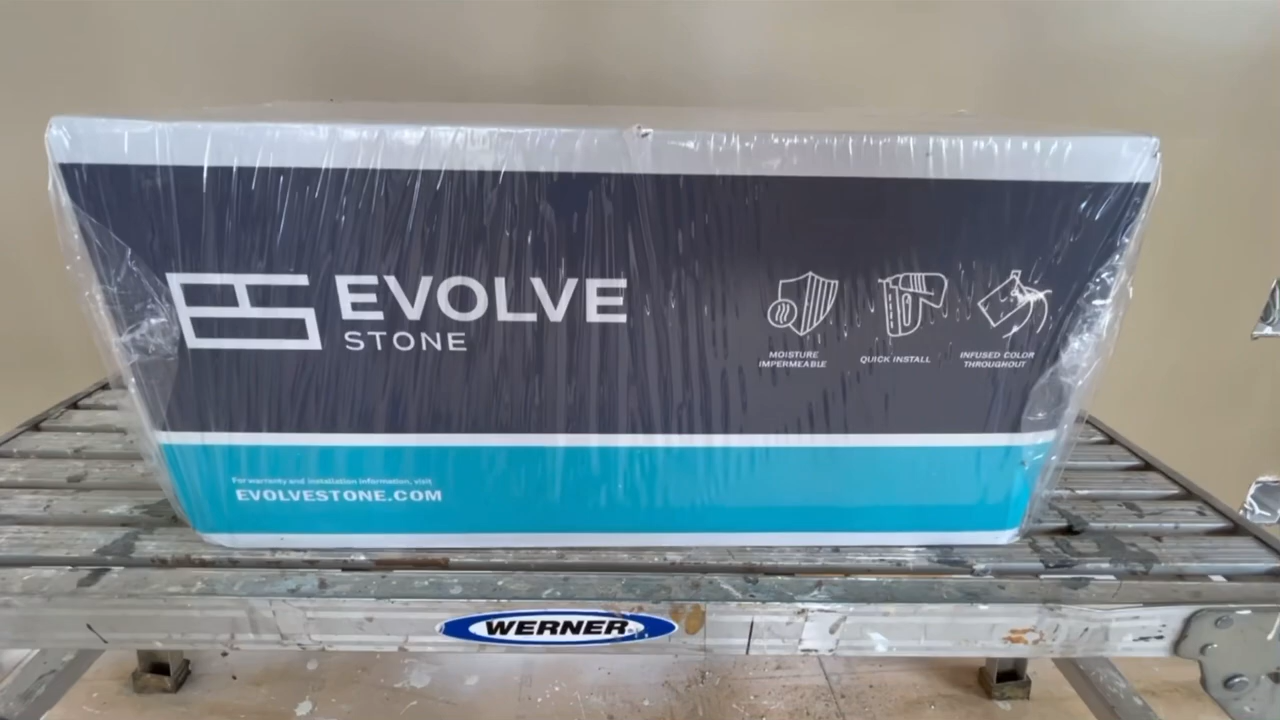 EVOLVE
STONE
MOISTURE
IMPERMEABLE
QUICK INSTALL
INFUSED COLOR
THROUGHOUT
For warranty and installation information, visit
EVOLVESTONE.COM
WERNER